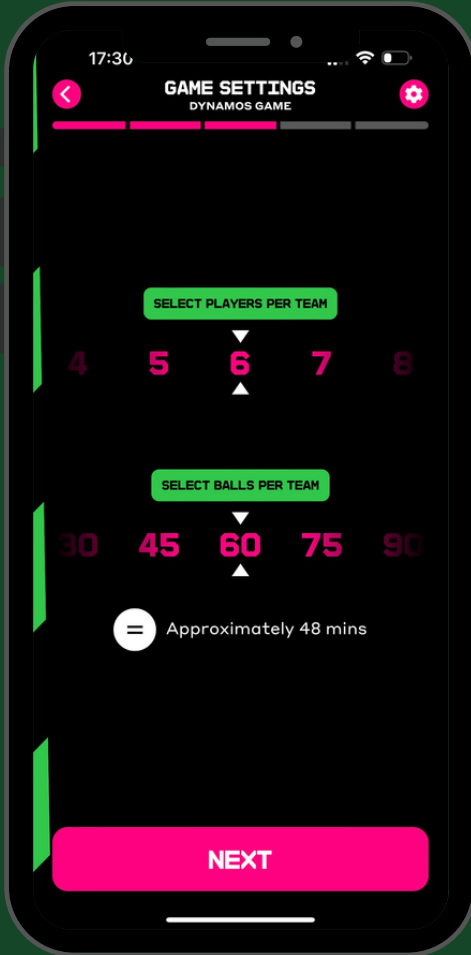 17:30
GAME SETTINGS
DYNAMOS GAME
SELECT PLAYERS PER TEAM
4 5 6 7 8
SELECT BALLS PER TEAM
30 45 60 75 90
= Approximately 48 mins
NEXT